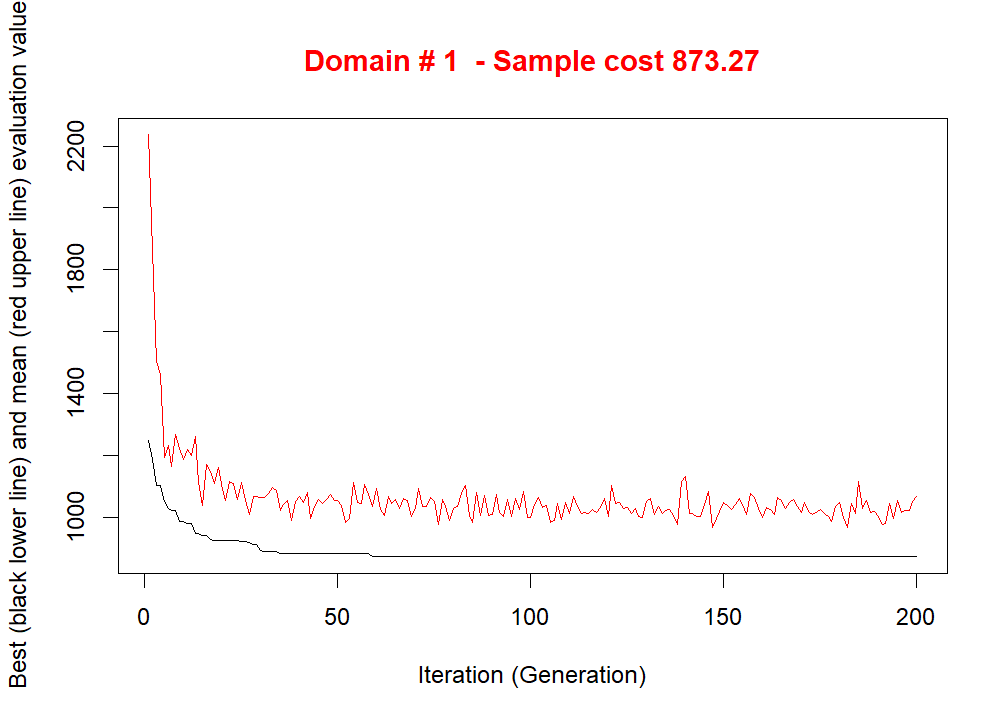 Domain # 1  - Sample cost 873.27
Best (black lower line) and mean (red upper line) evaluation value
2200
1800
1400
1000
0 50 100 150 200
Iteration (Generation)